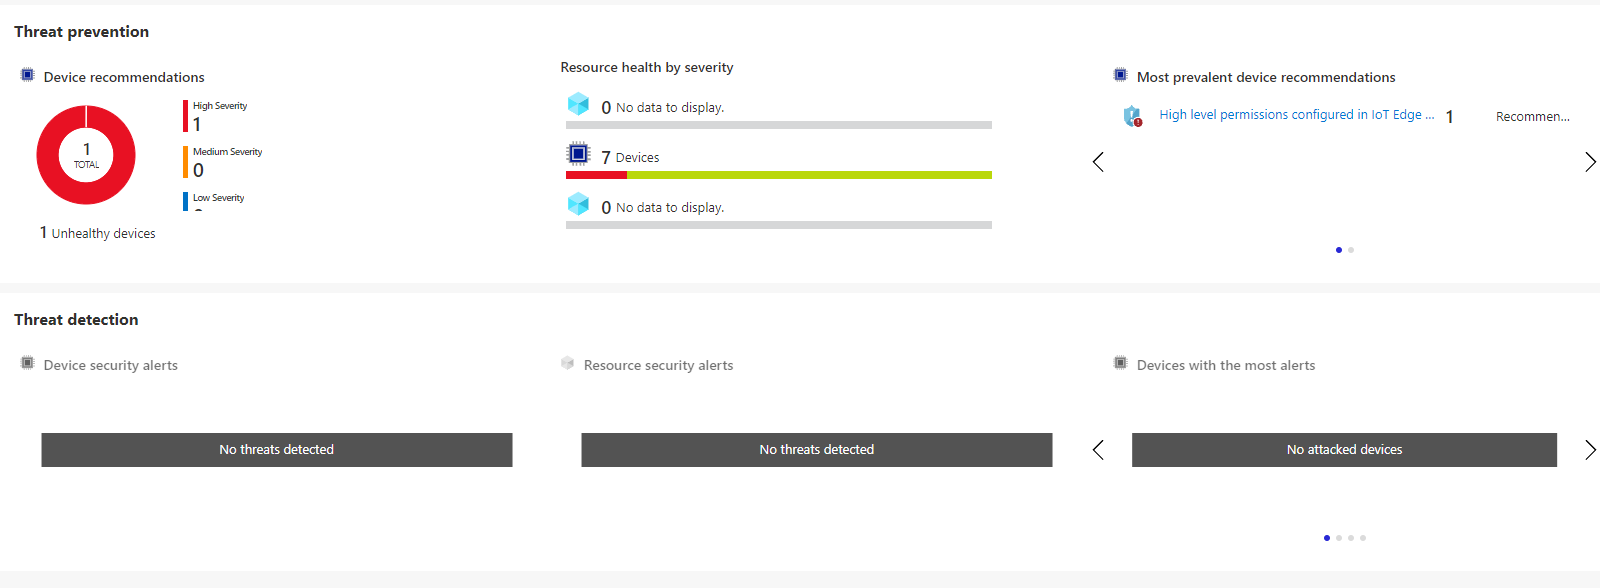 Threat prevention
Device recommendations
1
TOTAL
High Severity
1
Medium Severity
0
Low Severity
1 Unhealthy devices
Resource health by severity
0 No data to display.
7 Devices
0 No data to display.
Most prevalent device recommendations
High level permissions configured in IoT Edge ... 1 Recommen...
Threat detection
Device security alerts
No threats detected
Resource security alerts
No threats detected
Devices with the most alerts
No attacked devices